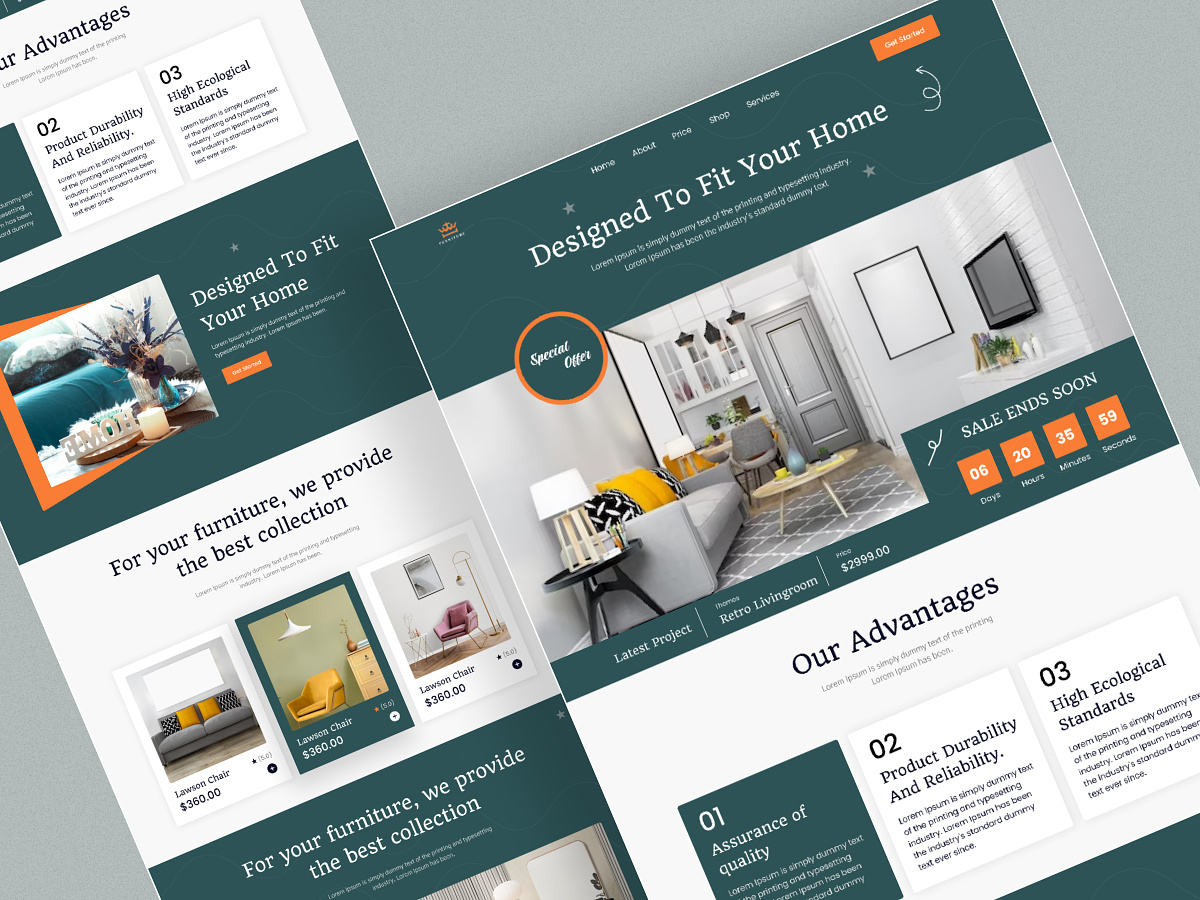 Our Advantages
Lorem Ipsum is simply dummy text of the printing
Lorem Ipsum has been.
03
High Ecological
Standards
Lorem Ipsum is simply dummy text
of the printing and typesetting
industry. Lorem Ipsum has been
the industry's standard dummy
text ever since.
02
Product Durability
And Reliability.
Lorem Ipsum is simply dummy text
of the printing and typesetting
industry. Lorem Ipsum has been
the industry's standard dummy
text ever since.
dummy text
typesetting
has been
dummy
Designed To Fit
Your Home
Lorem Ipsum is simply dummy text of the printing and
typesetting industry. Lorem Ipsum has been.
Get Started
HOME
For your furniture, we provide
the best collection
Lorem Ipsum is simply dummy text of the printing and typesetting
industry. Lorem Ipsum has been.
Lawson Chair
(5.0)
$360.00
Lawson Chair
(5.0)
$360.00
Lawson Chair
(5.0)
$360.00
For your furniture, we provide
the best collection
Lorem Ipsum is simply dummy text of the printing and typesetting
industry. Lorem Ipsum has been.
Get Started
FURNITURE
Home
About
Price
Shop
Services
Designed To Fit Your Home
Lorem Ipsum is simply dummy text of the printing and typesetting industry.
Lorem Ipsum has been the industry's standard dummy text
Special
Offer
SALE ENDS SOON
06
20
35
59
Days
Hours
Minutes
Seconds
Latest Project
Thomes
Retro Livingroom
Price
$2999.00
Our Advantages
Lorem Ipsum is simply dummy text of the printing
Lorem Ipsum has been.
01
Assurance of
quality
Lorem Ipsum is simply dummy text
of the printing and typesetting
industry. Lorem Ipsum has been
02
Product Durability
And Reliability.
Lorem Ipsum is simply dummy text
of the printing and typesetting
industry. Lorem Ipsum has been
the industry's standard dummy
text ever since.
03
High Ecological
Standards
Lorem Ipsum is simply dummy text
of the printing and typesetting
industry. Lorem Ipsum has been
the industry's standard dummy
text ever since.